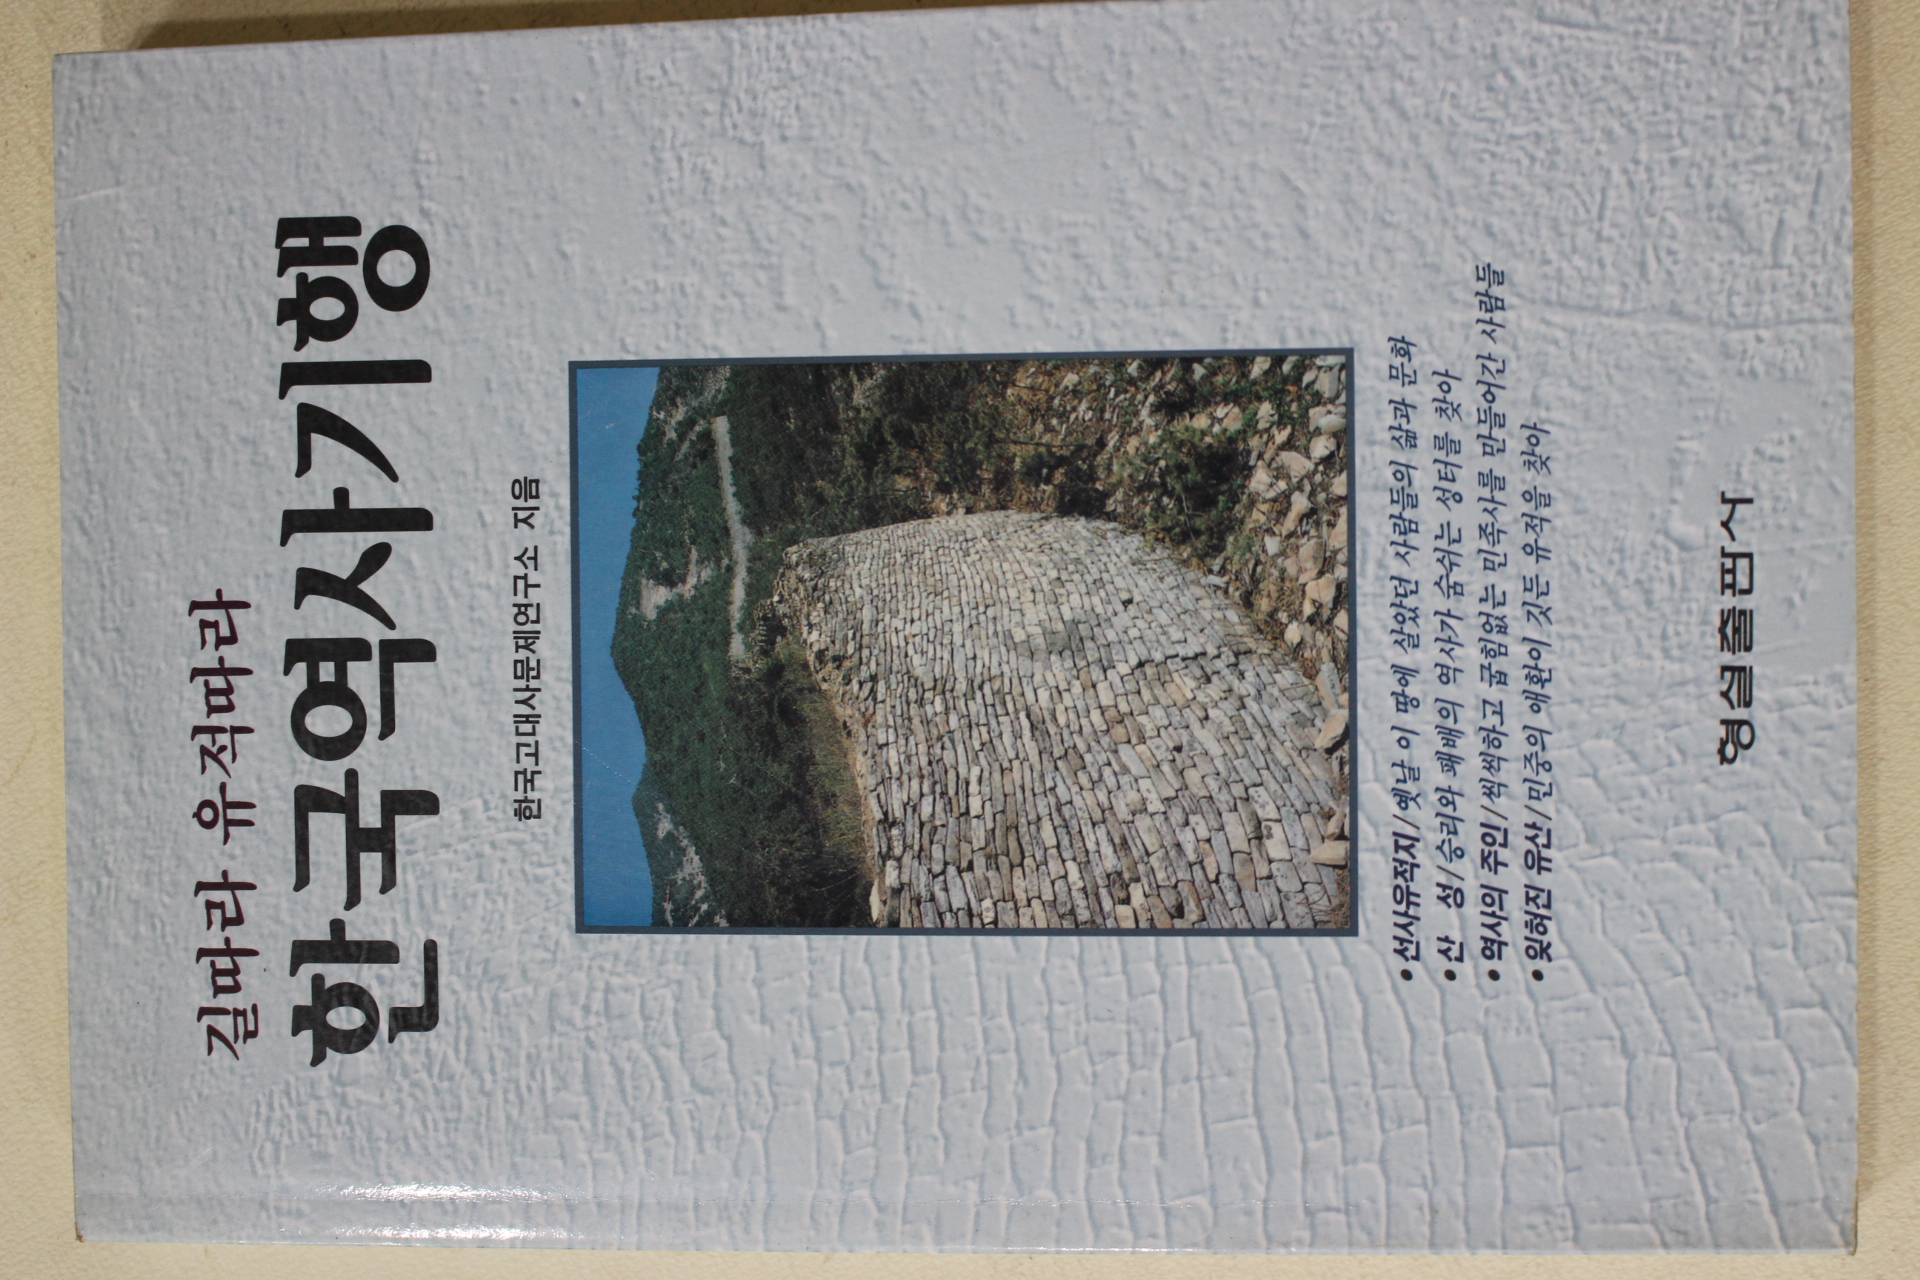 길따라 유적따라
한국역사기행
한국고대사문제연구소 지음
•선사유적지/옛날 이 땅에 살았던 사람들의 삶과 문화
•산 성/승리와 패배의 역사가 숨쉬는 성터를 찾아
•역사의 주인/씩씩하고 굽힘없는 민족사를 만들어간 사람들
•잊혀진 유산/민중의 애환이 깃든 유적을 찾아
형설출판사